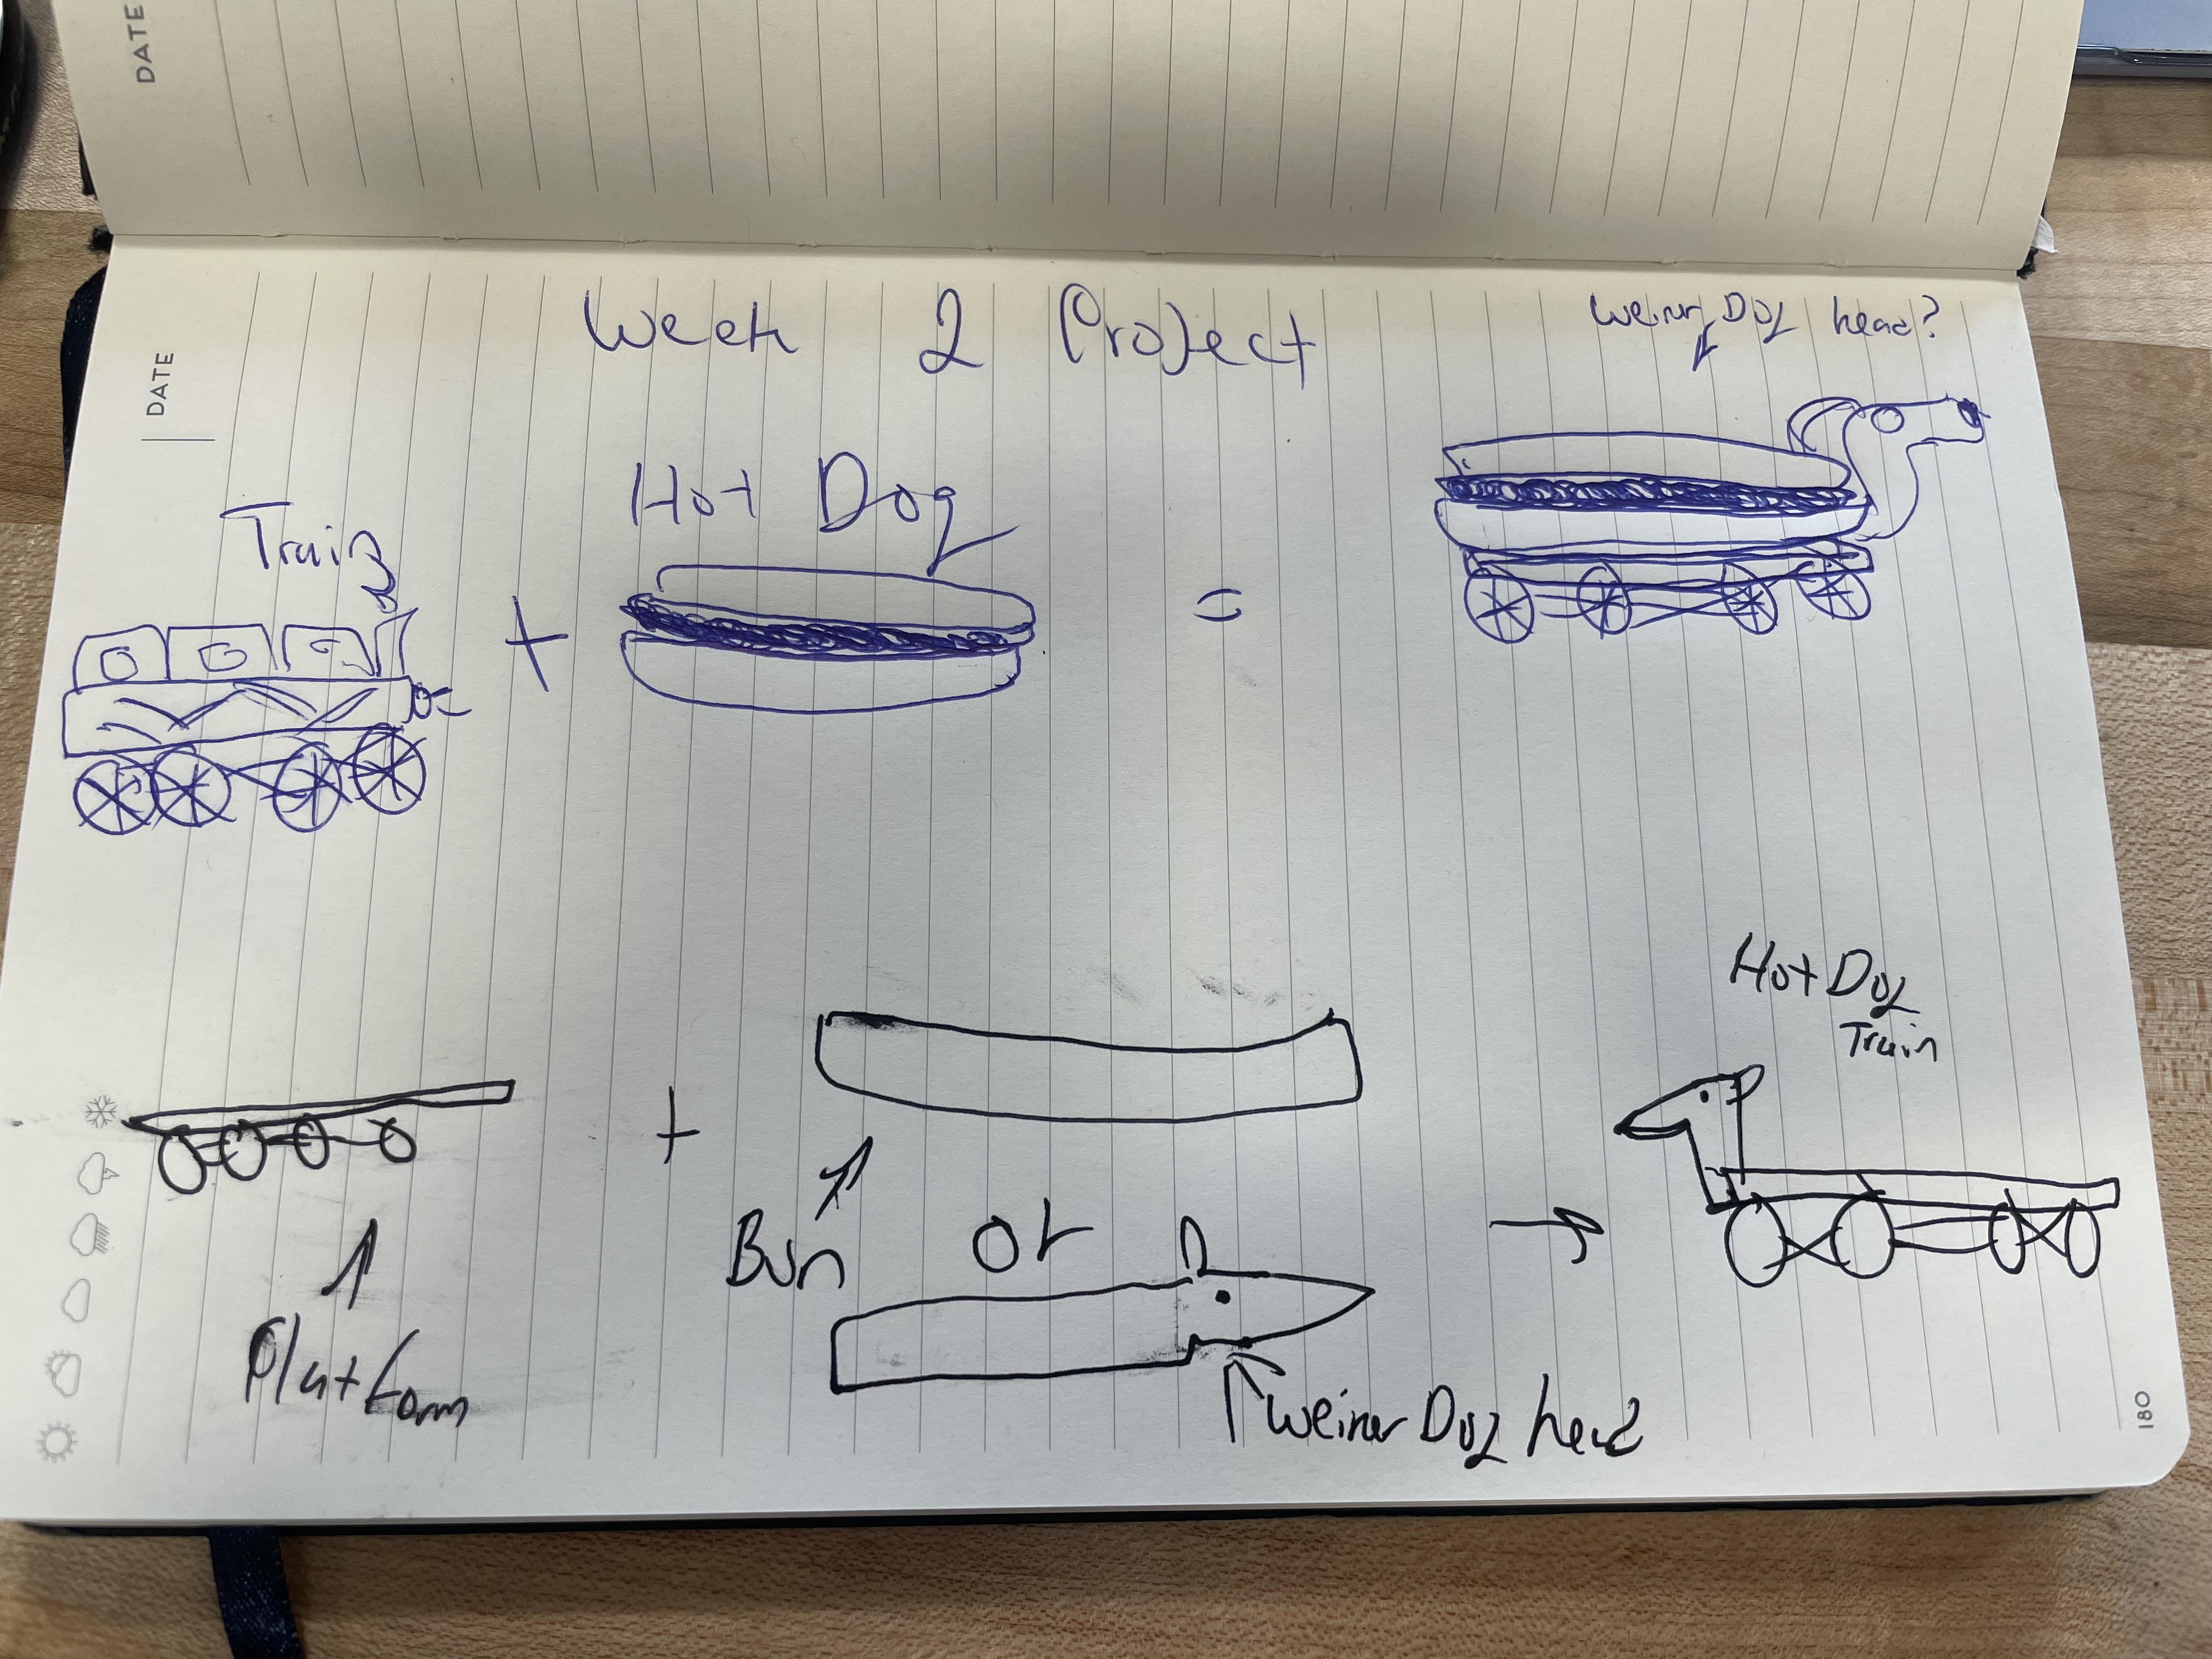 DATE
DATE
Week 2 Project
Weiner Dog head?
Train
+
Hot Dog
=
Hot Dog
Train
+
Bun
or
Platform
Weiner Dog head
180